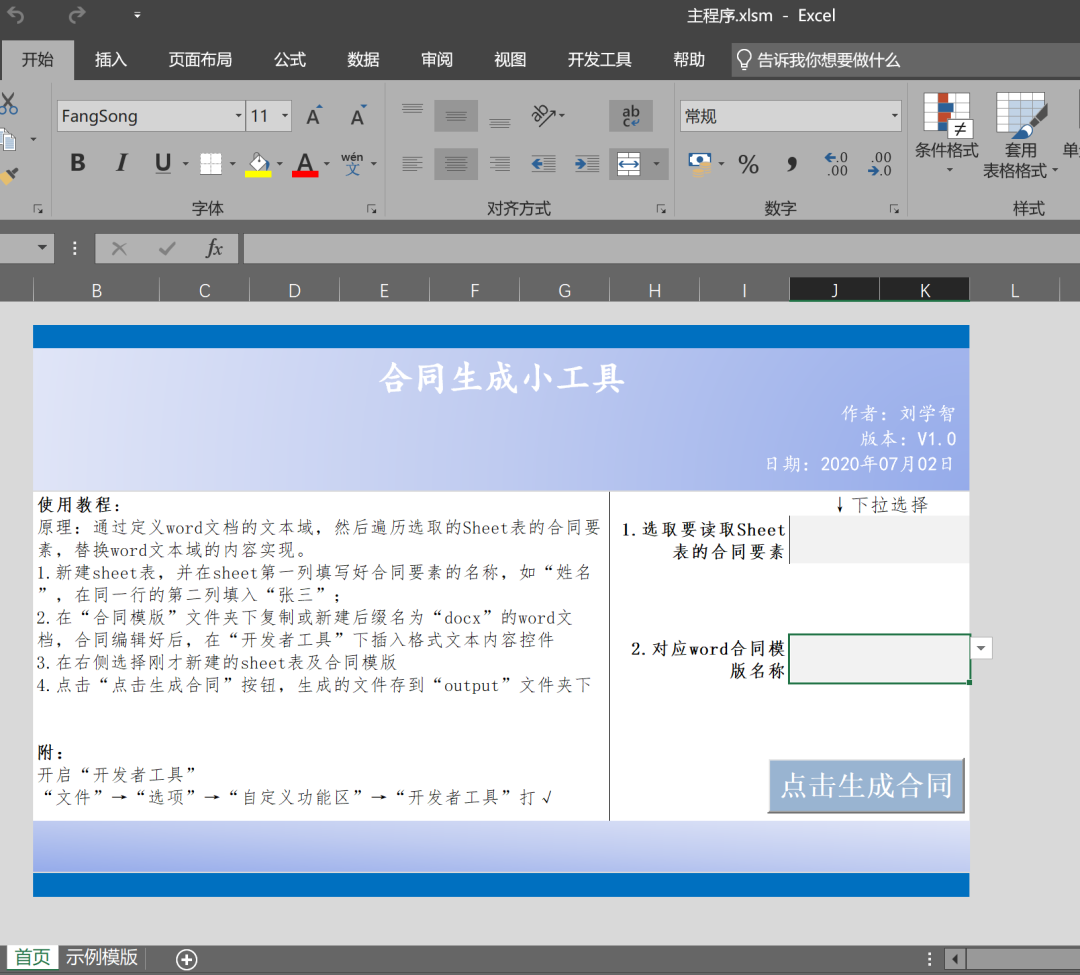 主程序.xlsm - Excel
开始 插入 页面布局 公式 数据 审阅 视图 开发工具 帮助 告诉我你想要做什么
FangSong 11 A A ab c 常规
B I U A wén 文 % , .0 .00 .00 .0 条件格式 套用 表格格式 单
字体 对齐方式 数字 样式
fx
B C D E F G H I J K L
合同生成小工具
作者：刘学智
版本：V1.0
日期：2020年07月02日
使用教程：
原理：通过定义word文档的文本域，然后遍历选取的Sheet表的合同要
素，替换word文本域的内容实现。
1.新建sheet表，并在sheet第一列填写好合同要素的名称，如“姓名
”，在同一行的第二列填入“张三”；
2.在“合同模版”文件夹下复制或新建后缀名为“docx”的word文
档，合同编辑好后，在“开发者工具”下插入格式文本内容控件
3.在右侧选择刚才新建的sheet表及合同模版
4.点击“点击生成合同”按钮，生成的文件存到“output”文件夹下
附：
开启“开发者工具”
“文件”→“选项”→“自定义功能区”→“开发者工具”打√
↓下拉选择
1.选取要读取Sheet
表的合同要素
2.对应word合同模
版名称
点击生成合同
首页 示例模版